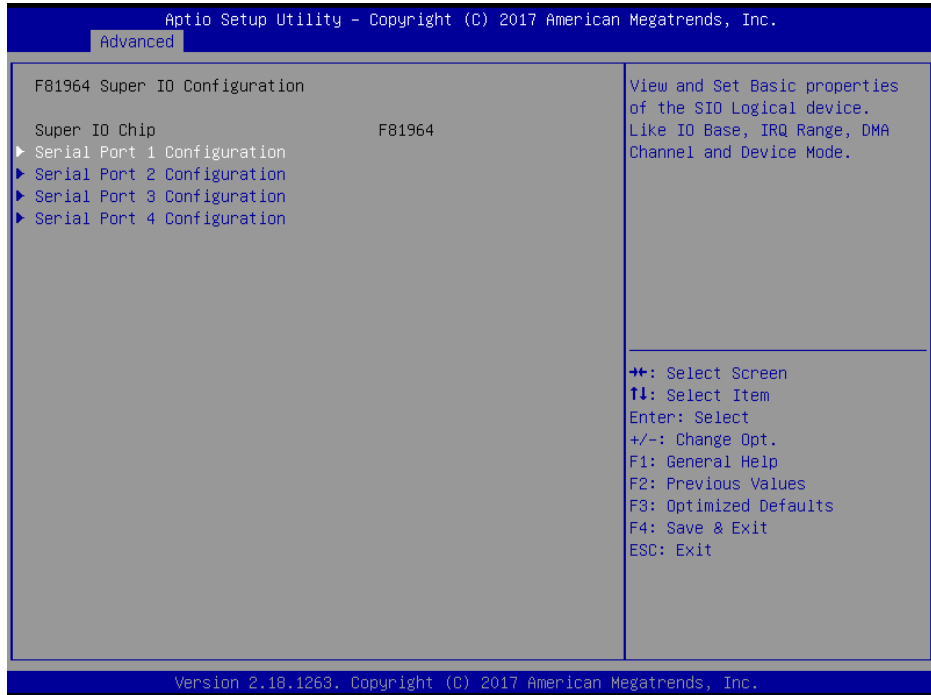 Aptio Setup Utility – Copyright (C) 2017 American Megatrends, Inc.
Advanced
F81964 Super IO Configuration
Super IO Chip F81964
▶ Serial Port 1 Configuration
▶ Serial Port 2 Configuration
▶ Serial Port 3 Configuration
▶ Serial Port 4 Configuration
View and Set Basic properties
of the SIO Logical device.
Like IO Base, IRQ Range, DMA
Channel and Device Mode.
→←: Select Screen
↑↓: Select Item
Enter: Select
+/-: Change Opt.
F1: General Help
F2: Previous Values
F3: Optimized Defaults
F4: Save & Exit
ESC: Exit
Version 2.18.1263. Copyright (C) 2017 American Megatrends, Inc.